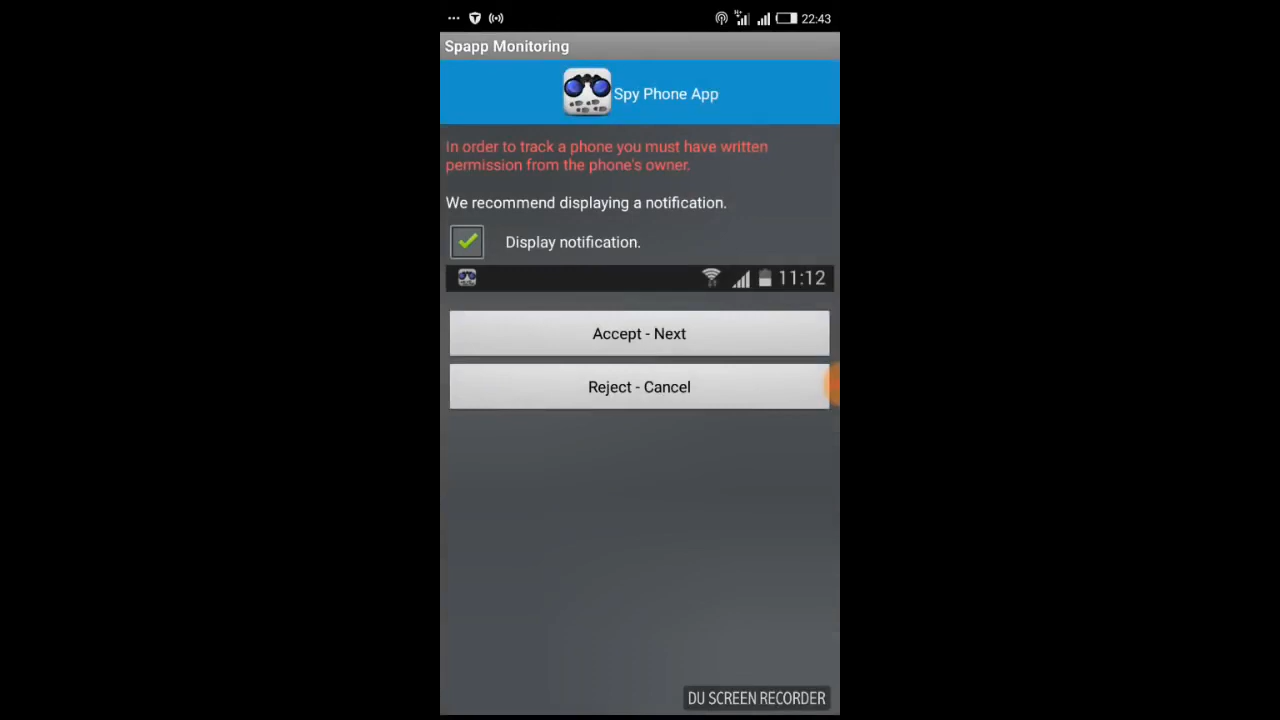 22:43
Spapp Monitoring
Spy Phone App
In order to track a phone you must have written
permission from the phone's owner.
We recommend displaying a notification.
Display notification.
11:12
Accept - Next
Reject - Cancel
DU SCREEN RECORDER